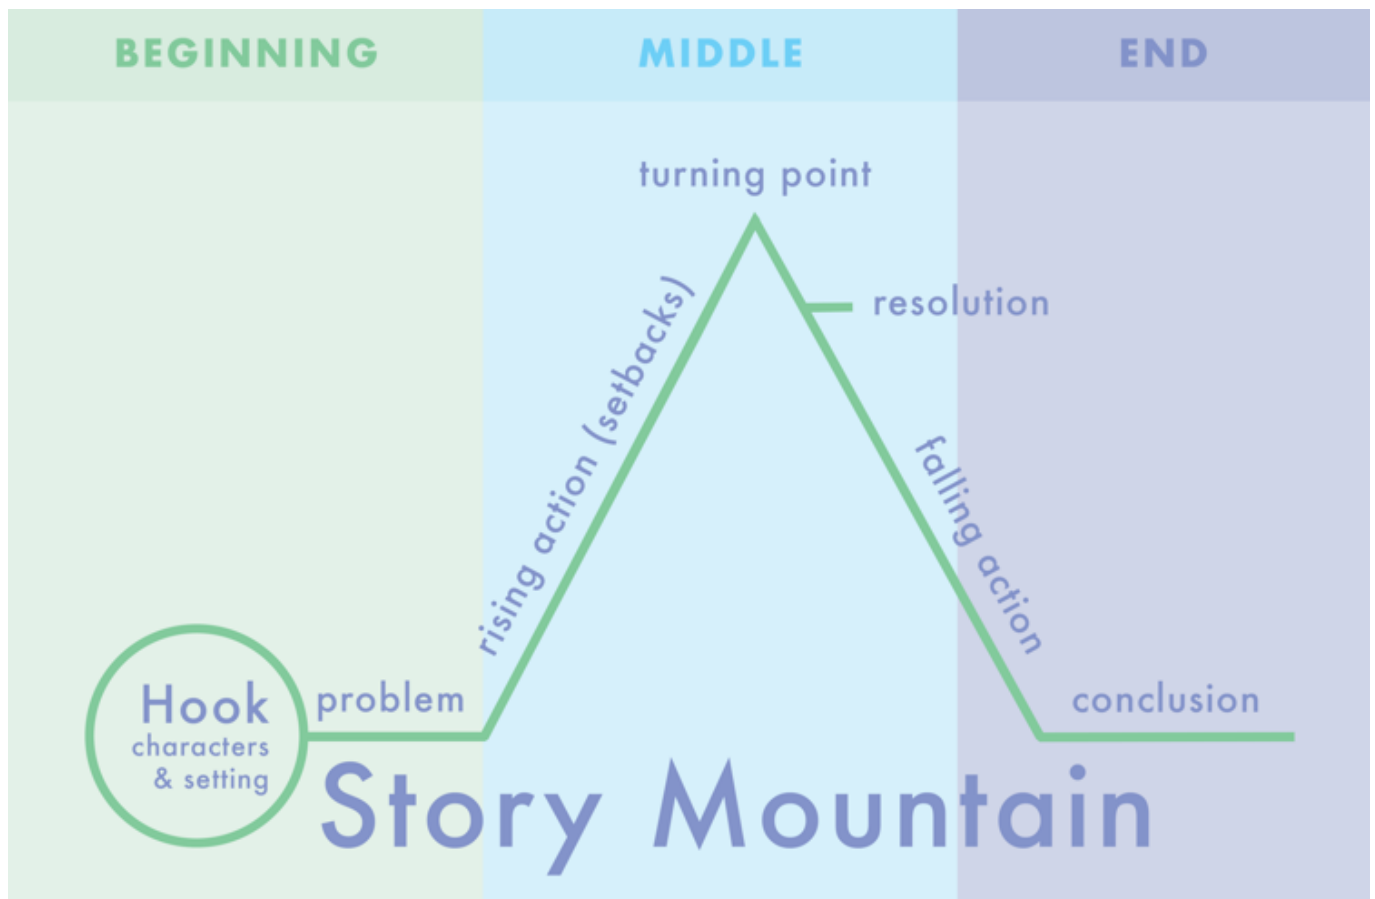 BEGINNING
MIDDLE
END
turning point
resolution
rising action (setbacks)
falling action
Hook
characters
& setting
problem
conclusion
Story Mountain